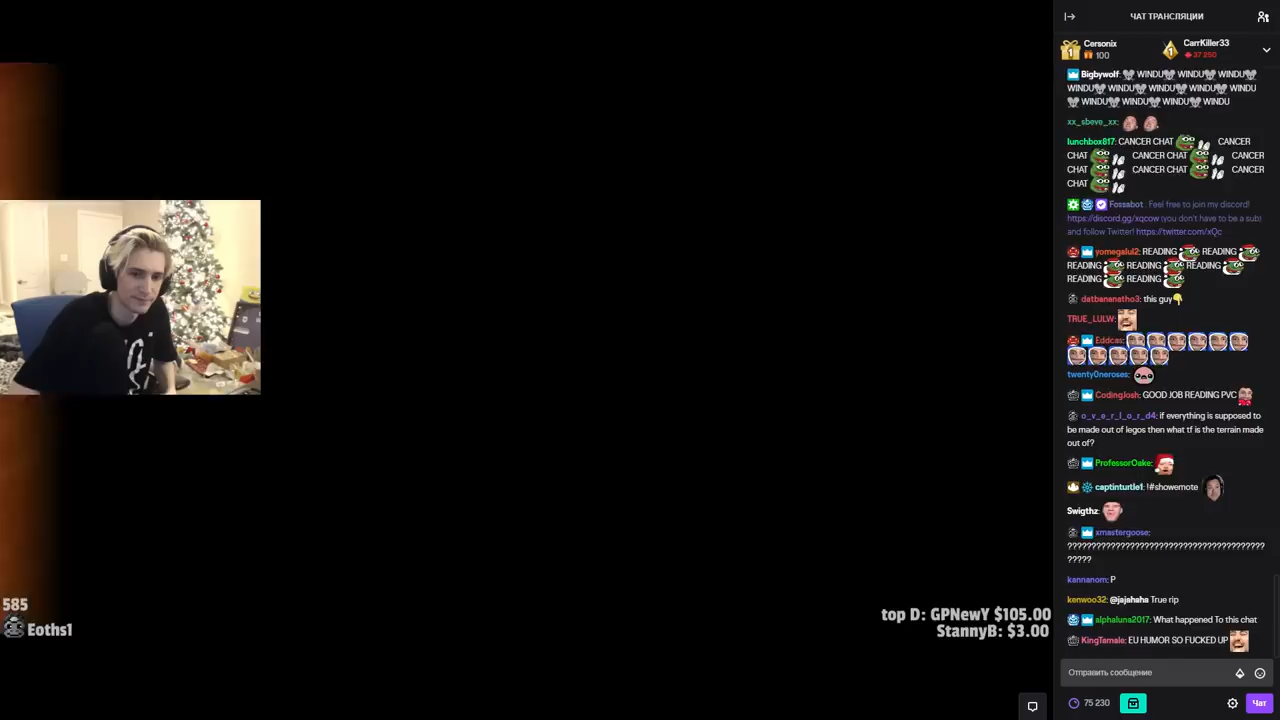 ЧАТ ТРАНСЛЯЦИИ
Cersonix
100
CarrKiller33
37 250
Bigbywolf: WINDU WINDU WINDU
WINDU WINDU WINDU WINDU WINDU
WINDU WINDU WINDU WINDU
xx_sbeve_xx:
lunchbox817: CANCER CHAT CANCER
CHAT CANCER CHAT CANCER
CHAT CANCER CHAT CANCER
CHAT
Fossabot: Feel free to join my discord!
https://discord.gg/xqcow (you don't have to be a sub)
and follow Twitter! https://twitter.com/xQc
yomegalul2: READING READING
READING READING READING
READING READING
datbananatho3: this guy
TRUE_LULW:
Eddcas:
twenty0neroses:
CodingJosh: GOOD JOB READING PVC
o_v_e_r_l_o_r_d4: if everything is supposed to
be made out of legos then what tf is the terrain made
out of?
ProfessorOake:
captinturtle1: !#showemote
Swigthz:
xmastergoose:
?????????????????????????????????????????
?????
kannanom: P
kenwoo32: @jajahaha True rip
alphaluna2017: What happened To this chat
KingTamale: EU HUMOR SO FUCKED UP
585
Eoths1
top D: GPNewY $105.00
StannyB: $3.00
Отправить сообщение
75 230
Чат